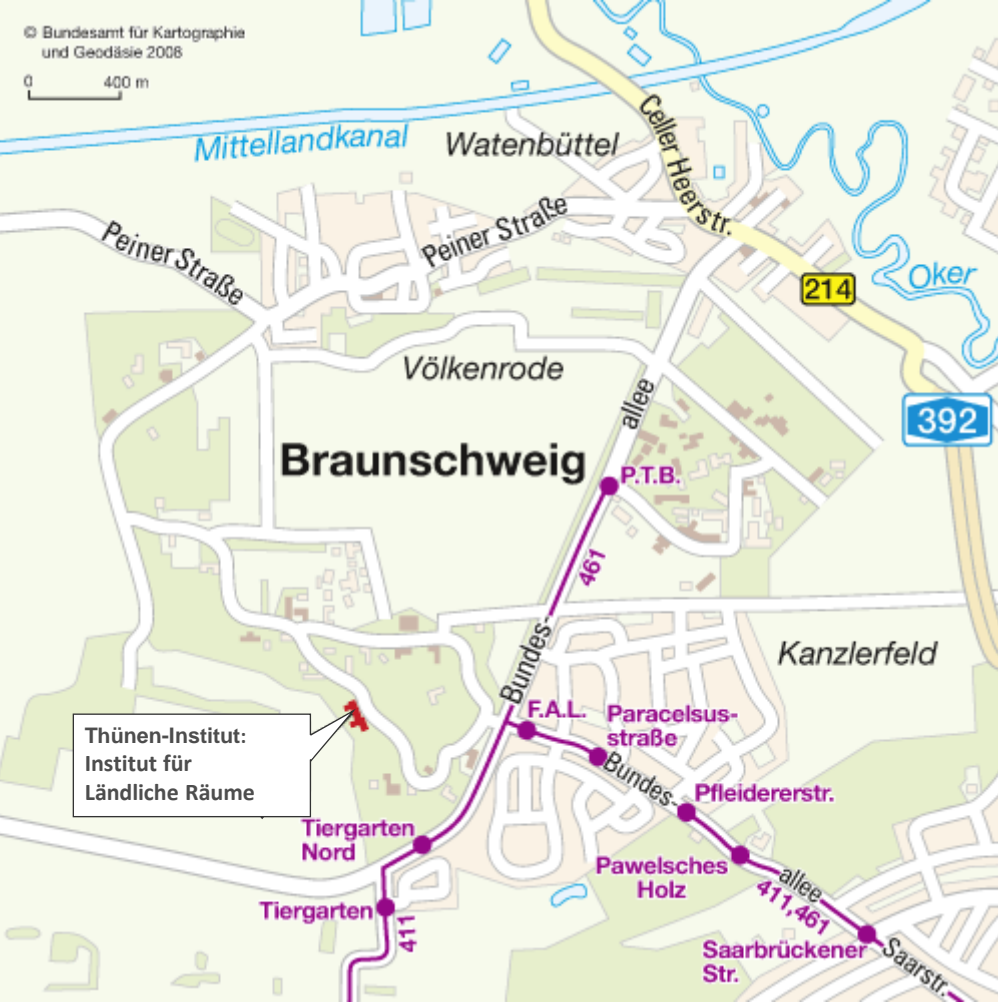 © Bundesamt für Kartographie
und Geodäsie 2008
0 400 m
Mittellandkanal
Watenbüttel
Celler Heerstr.
Peiner Straße
Peiner Straße
Oker
214
Völkenrode
allee
392
Braunschweig
P.T.B.
461
Bundes-
Kanzlerfeld
F.A.L.
Paracelsus-
straße
Thünen-Institut:
Institut für
Ländliche Räume
Bundes-
Pfleidererstr.
Tiergarten
Nord
Pawelsches
Holz
allee
411,461
Tiergarten
411
Saarbrückener
Str.
Saarstr.